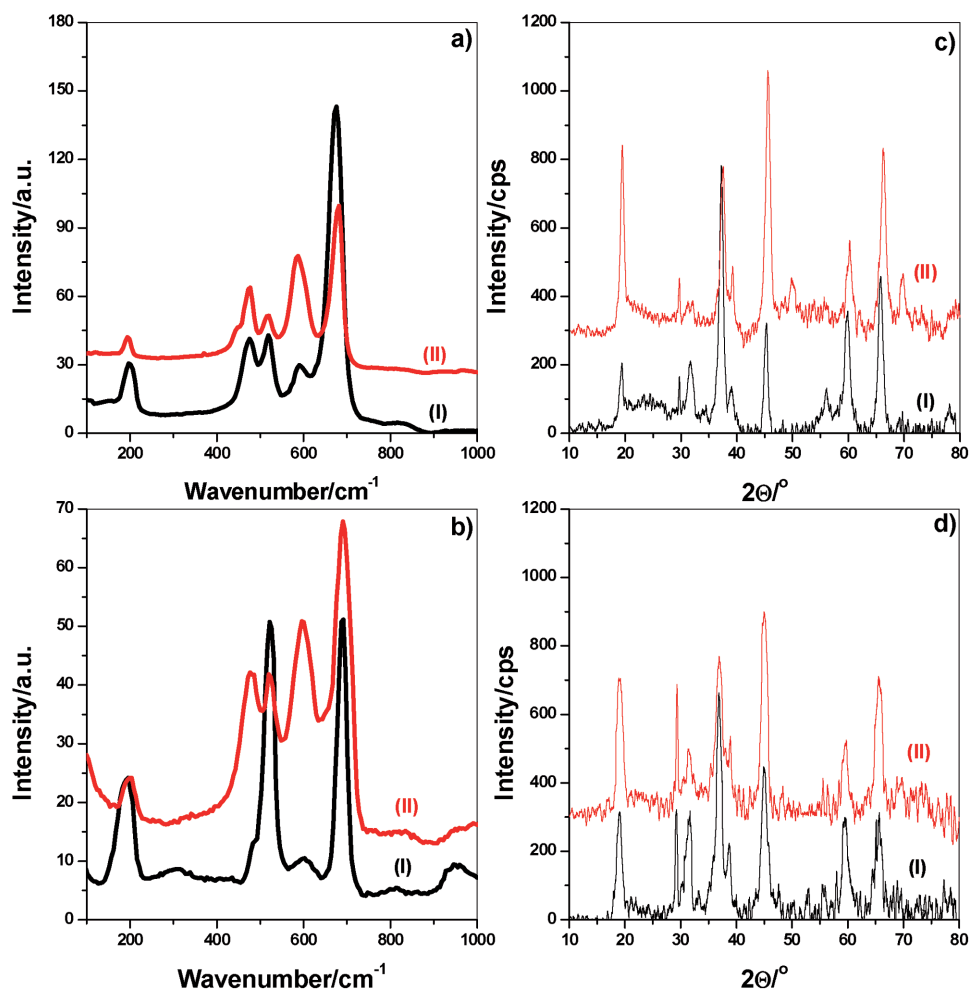 a)
180
150
120
90
60
30
0
Intensity/a.u.
(II)
(I)
200 400 600 800 1000
Wavenumber/cm⁻¹
c)
1200
1000
800
600
400
200
0
Intensity/cps
(II)
(I)
10 20 30 40 50 60 70 80
2Θ/°
b)
70
60
50
40
30
20
10
0
Intensity/a.u.
(II)
(I)
200 400 600 800 1000
Wavenumber/cm⁻¹
d)
1200
1000
800
600
400
200
0
Intensity/cps
(II)
(I)
10 20 30 40 50 60 70 80
2Θ/°